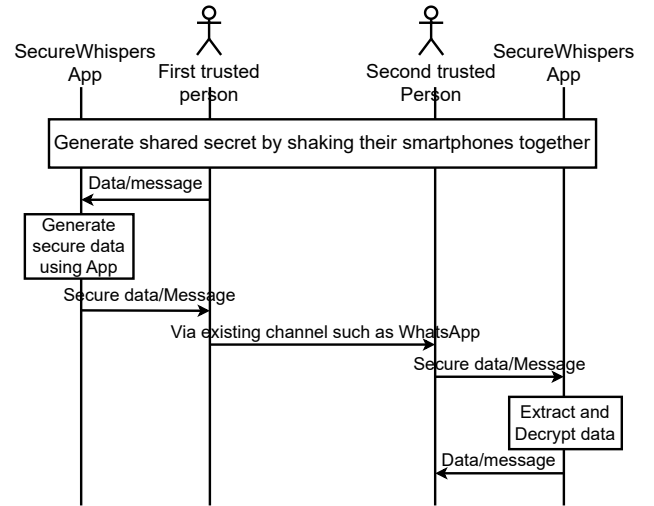 SecureWhispers
App
First trusted
person
Second trusted
Person
SecureWhispers
App
Generate shared secret by shaking their smartphones together
Data/message
Generate
secure data
using App
Secure data/Message
Via existing channel such as WhatsApp
Secure data/Message
Extract and
Decrypt data
Data/message